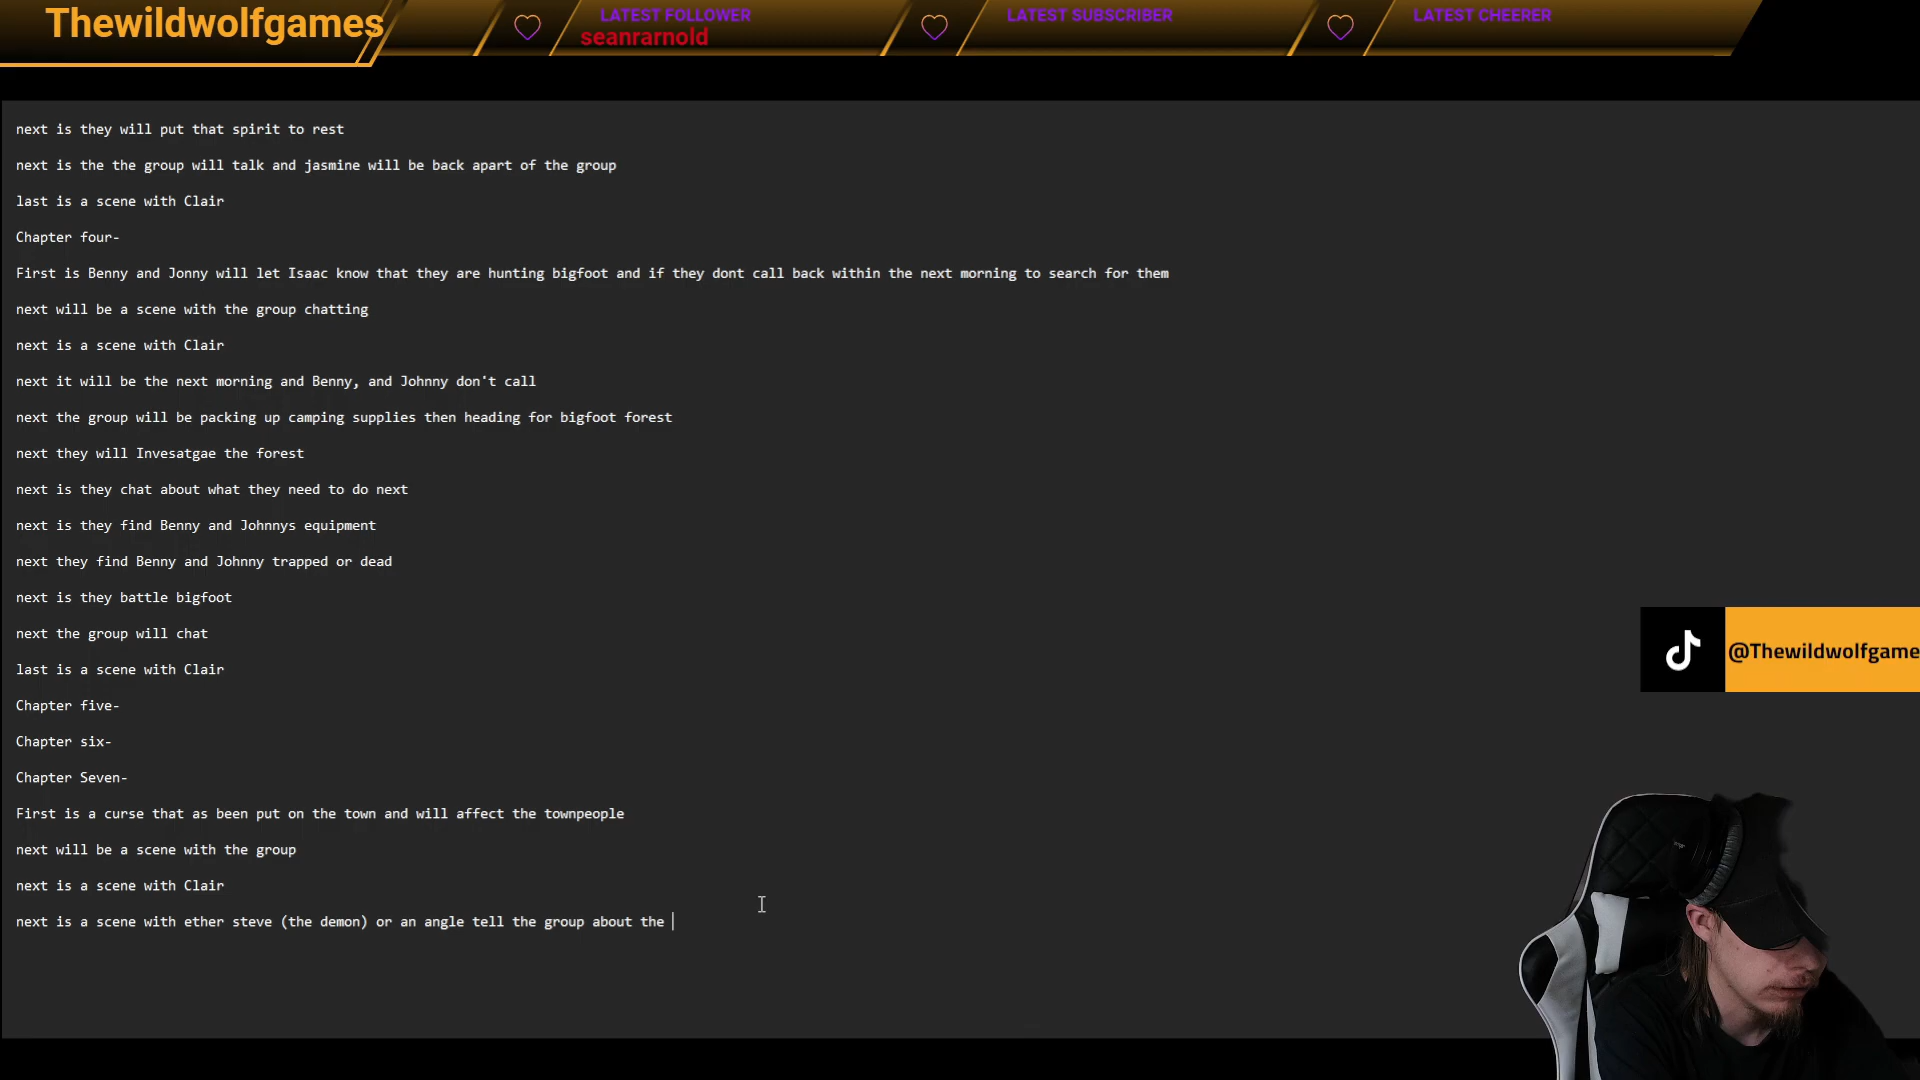 Thewildwolfgames
LATEST FOLLOWER
seanrarnold
LATEST SUBSCRIBER
LATEST CHEERER
next is they will put that spirit to rest
next is the the group will talk and jasmine will be back apart of the group
last is a scene with Clair
Chapter four-
First is Benny and Jonny will let Isaac know that they are hunting bigfoot and if they dont call back within the next morning to search for them
next will be a scene with the group chatting
next is a scene with Clair
next it will be the next morning and Benny, and Johnny don't call
next the group will be packing up camping supplies then heading for bigfoot forest
next they will Invesatgae the forest
next is they chat about what they need to do next
next is they find Benny and Johnnys equipment
next they find Benny and Johnny trapped or dead
next is they battle bigfoot
next the group will chat
last is a scene with Clair
Chapter five-
Chapter six-
Chapter Seven-
First is a curse that as been put on the town and will affect the townpeople
next will be a scene with the group
next is a scene with Clair
next is a scene with ether steve (the demon) or an angle tell the group about the
@Thewildwolfgame